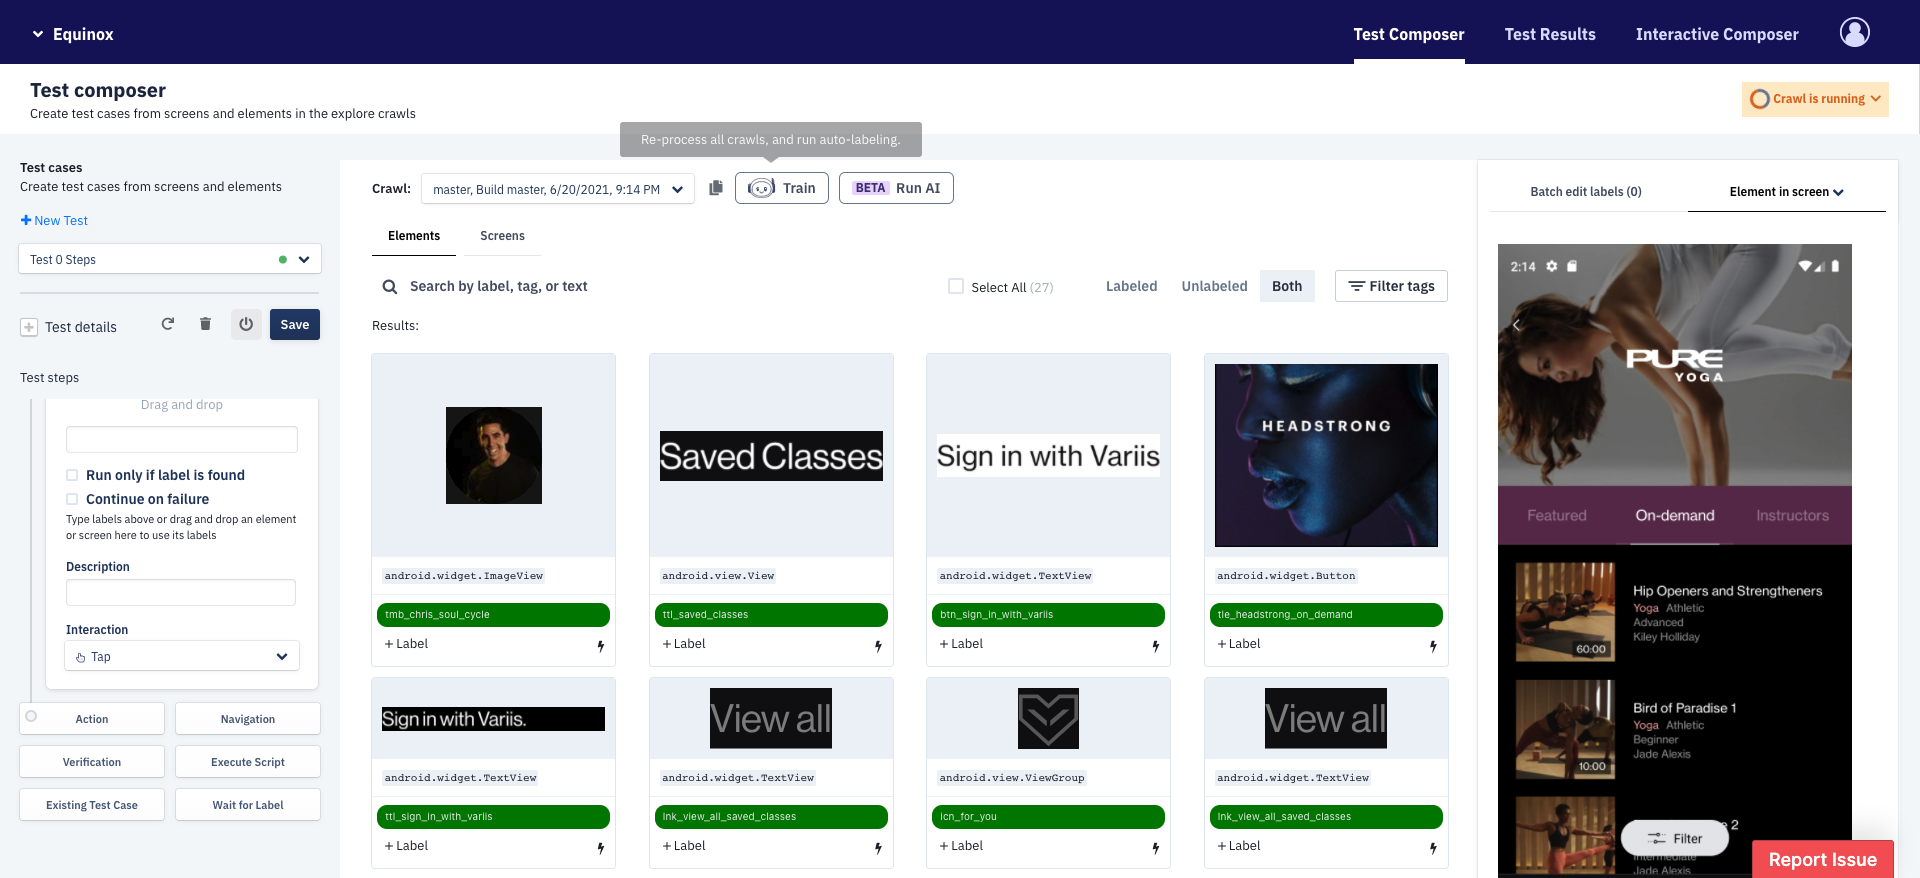 Equinox
Test Composer
Test Results
Interactive Composer
Test composer
Create test cases from screens and elements in the explore crawls
Crawl is running
Re-process all crawls, and run auto-labeling.
Test cases
Create test cases from screens and elements
New Test
Test 0 Steps
Test details
Save
Test steps
Drag and drop
Run only if label is found
Continue on failure
Type labels above or drag and drop an element
or screen here to use its labels
Description
Interaction
Tap
Action
Navigation
Verification
Execute Script
Existing Test Case
Wait for Label
Crawl:
master, Build master, 6/20/2021, 9:14 PM
Train
BETA Run AI
Elements
Screens
Search by label, tag, or text
Select All (27)
Labeled
Unlabeled
Both
Filter tags
Results:
android.widget.ImageView
tmb_chris_soul_cycle
+ Label
Saved Classes
android.view.View
ttl_saved_classes
+ Label
Sign in with Variis
android.widget.TextView
btn_sign_in_with_variis
+ Label
HEADSTRONG
android.widget.Button
tle_headstrong_on_demand
+ Label
Sign in with Variis.
android.widget.TextView
ttl_sign_in_with_variis
+ Label
View all
android.widget.TextView
lnk_view_all_saved_classes
+ Label
android.view.ViewGroup
icn_for_you
+ Label
View all
android.widget.TextView
lnk_view_all_saved_classes
+ Label
Batch edit labels (0)
Element in screen
2:14
PURE
YOGA
Featured
On-demand
Instructors
60:00
Hip Openers and Strengtheners
Yoga Athletic
Advanced
Kiley Holliday
10:00
Bird of Paradise 1
Yoga Athletic
Beginner
Jade Alexis
2
Filter
Intermediate
Jade Alexis
Report Issue